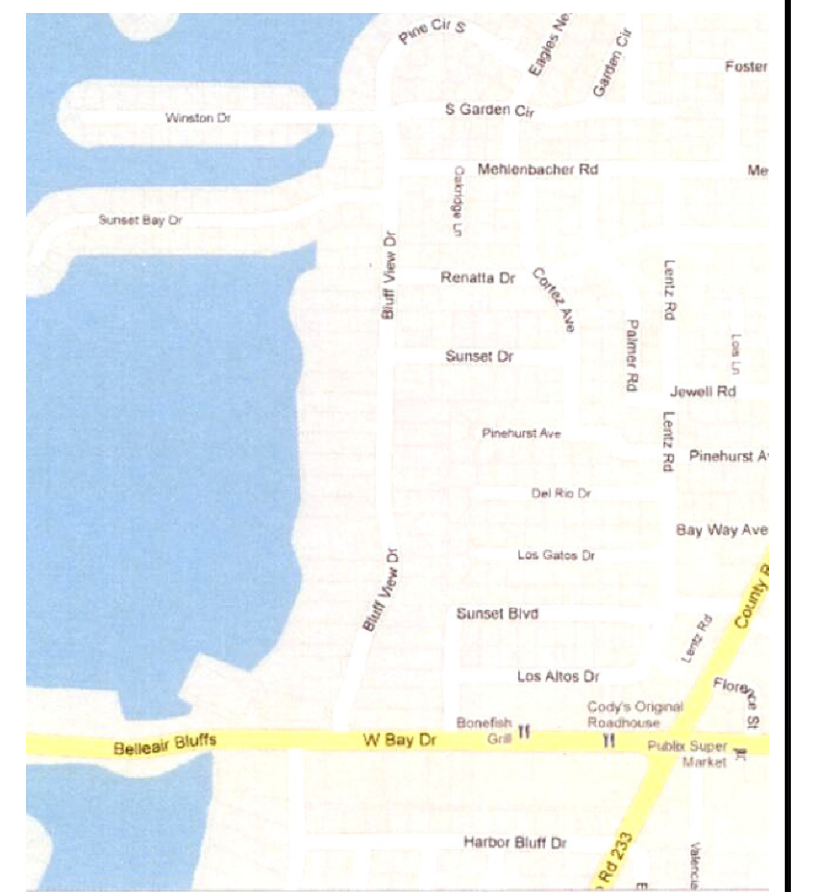 Pine Cir S
Eagles Ne
Garden Cir
Foster
S Garden Cir
Winston Dr
Mehlenbacher Rd
Me
Oakridge Ln
Sunset Bay Dr
Bluff View Dr
Renatta Dr
Cortez Ave
Lentz Rd
Palmer Rd
Lois Ln
Sunset Dr
Jewell Rd
Lentz Rd
Pinehurst Ave
Pinehurst A
Del Rio Dr
Bay Way Ave
Los Gatos Dr
Bluff View Dr
County R
Sunset Blvd
Lentz Rd
Los Altos Dr
Florence St
Cody's Original
Roadhouse
Bonefish
Grill
Belleair Bluffs
W Bay Dr
Publix Super
Market
Harbor Bluff Dr
Rd 233
Valencia
E